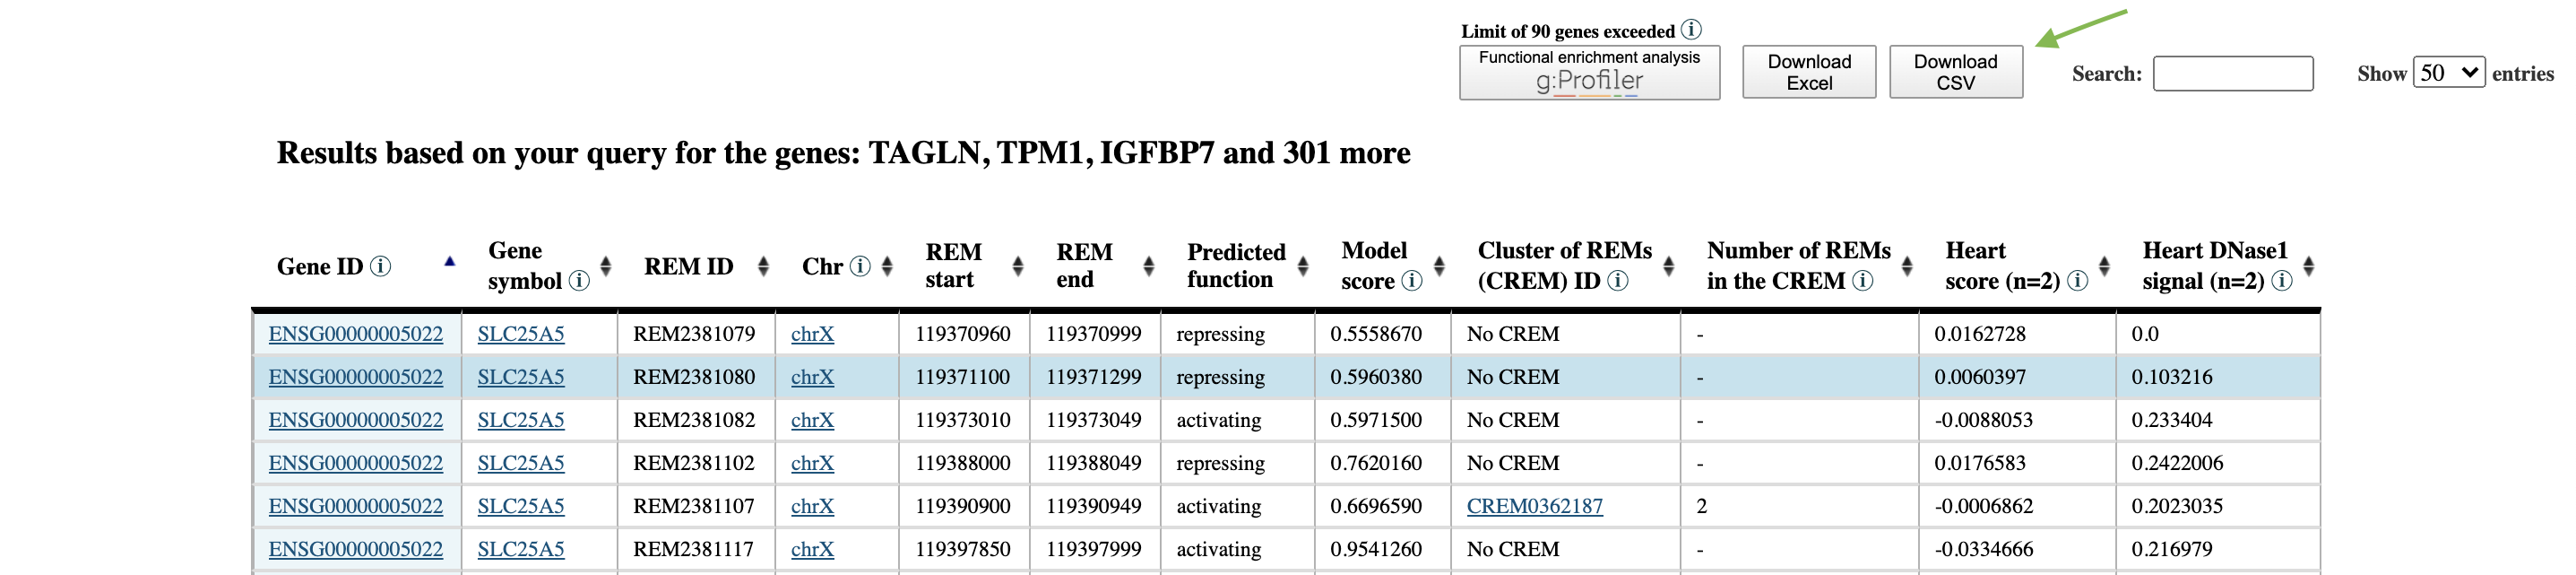 Limit of 90 genes exceeded ⓘ
Functional enrichment analysis
g:Profiler
Download
Excel
Download
CSV
Search:
Show 50 entries
Results based on your query for the genes: TAGLN, TPM1, IGFBP7 and 301 more
Gene ID ⓘ Gene symbol ⓘ REM ID Chr ⓘ REM start REM end Predicted function Model score ⓘ Cluster of REMs (CREM) ID ⓘ Number of REMs in the CREM ⓘ Heart score (n=2) ⓘ Heart DNase1 signal (n=2) ⓘ
ENSG00000005022 SLC25A5 REM2381079 chrX 119370960 119370999 repressing 0.5558670 No CREM - 0.0162728 0.0
ENSG00000005022 SLC25A5 REM2381080 chrX 119371100 119371299 repressing 0.5960380 No CREM - 0.0060397 0.103216
ENSG00000005022 SLC25A5 REM2381082 chrX 119373010 119373049 activating 0.5971500 No CREM - -0.0088053 0.233404
ENSG00000005022 SLC25A5 REM2381102 chrX 119388000 119388049 repressing 0.7620160 No CREM - 0.0176583 0.2422006
ENSG00000005022 SLC25A5 REM2381107 chrX 119390900 119390949 activating 0.6696590 CREM0362187 2 -0.0006862 0.2023035
ENSG00000005022 SLC25A5 REM2381117 chrX 119397850 119397999 activating 0.9541260 No CREM - -0.0334666 0.216979